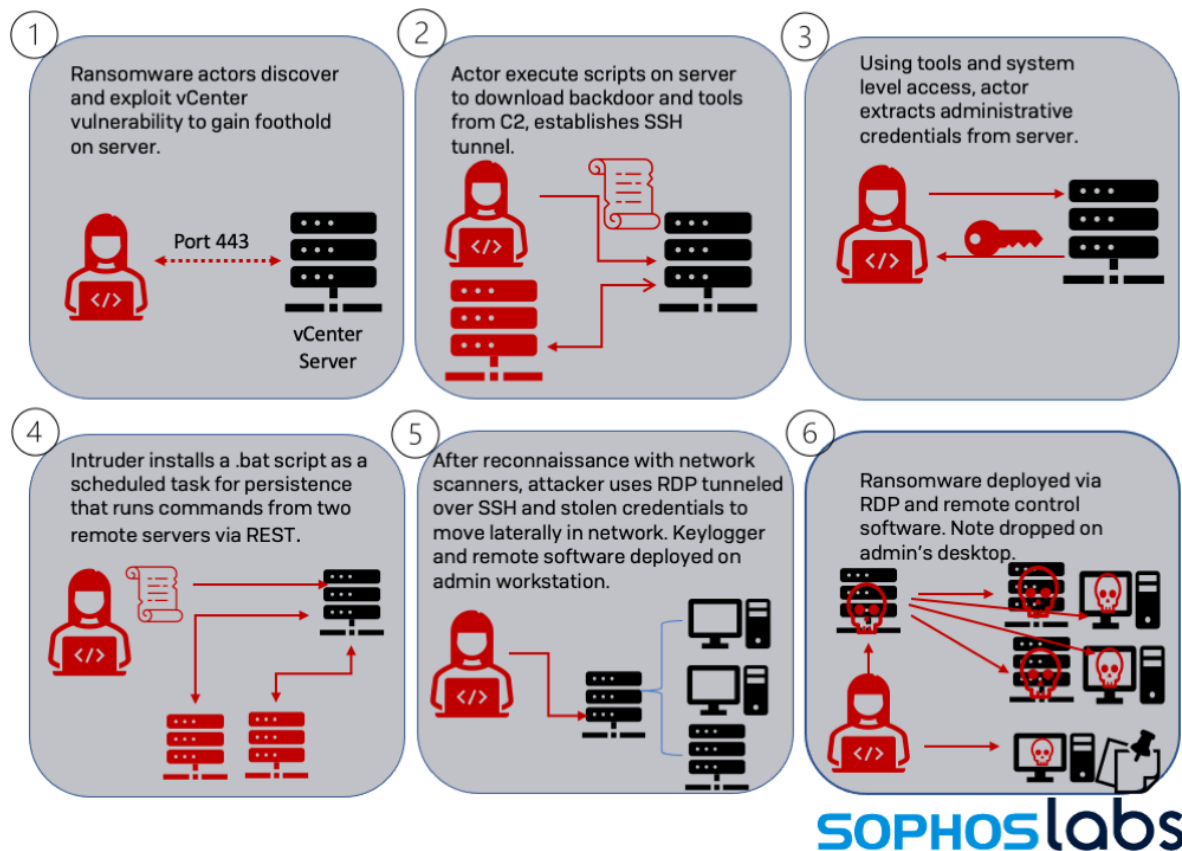 1
Ransomware actors discover
and exploit vCenter
vulnerability to gain foothold
on server.
Port 443
</>
vCenter
Server
2
Actor execute scripts on server
to download backdoor and tools
from C2, establishes SSH
tunnel.
</>
3
Using tools and system
level access, actor
extracts administrative
credentials from server.
</>
4
Intruder installs a .bat script as a
scheduled task for persistence
that runs commands from two
remote servers via REST.
</>
5
After reconnaissance with network
scanners, attacker uses RDP tunneled
over SSH and stolen credentials to
move laterally in network. Keylogger
and remote software deployed on
admin workstation.
</>
6
Ransomware deployed via
RDP and remote control
software. Note dropped on
admin's desktop.
</>
SOPHOSlabs